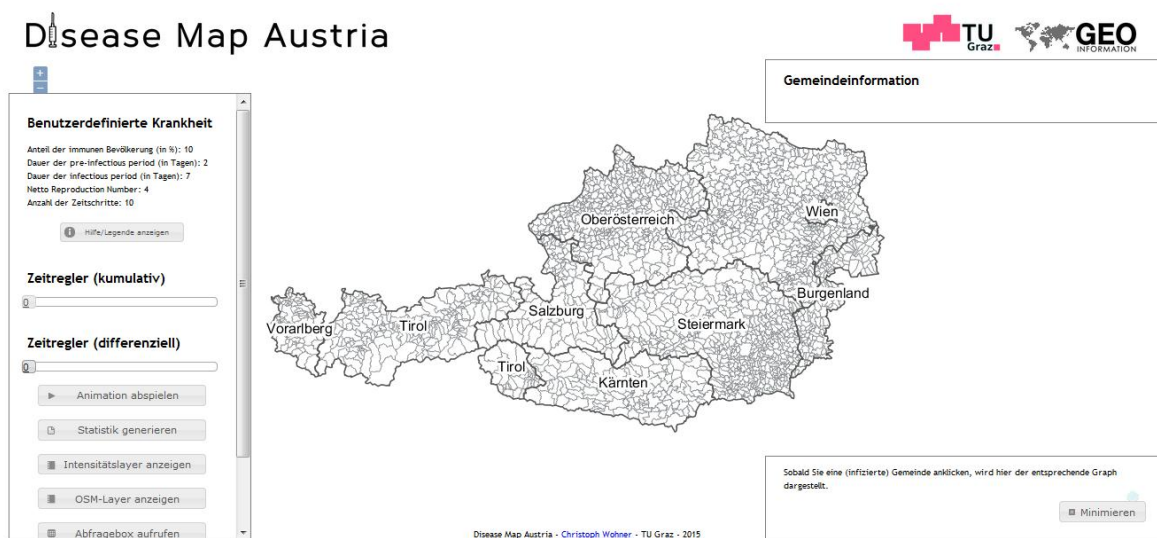 Disease Map Austria
TU
Graz
GEO
INFORMATION
+
−
Benutzerdefinierte Krankheit
Anteil der immunen Bevölkerung (in %): 10
Dauer der pre-infectious period (in Tagen): 2
Dauer der infectious period (in Tagen): 7
Netto Reproduction Number: 4
Anzahl der Zeitschritte: 10
Hilfe/Legende anzeigen
Zeitregler (kumulativ)
0
Zeitregler (differenziell)
0
Animation abspielen
Statistik generieren
Intensitätslayer anzeigen
OSM-Layer anzeigen
Abfragebox aufrufen
Gemeindeinformation
Oberösterreich
Wien
Burgenland
Salzburg
Steiermark
Vorarlberg
Tirol
Tirol
Kärnten
Sobald Sie eine (infizierte) Gemeinde anklicken, wird hier der entsprechende Graph
dargestellt.
Minimieren
Disease Map Austria - Christoph Wohner - TU Graz - 2015